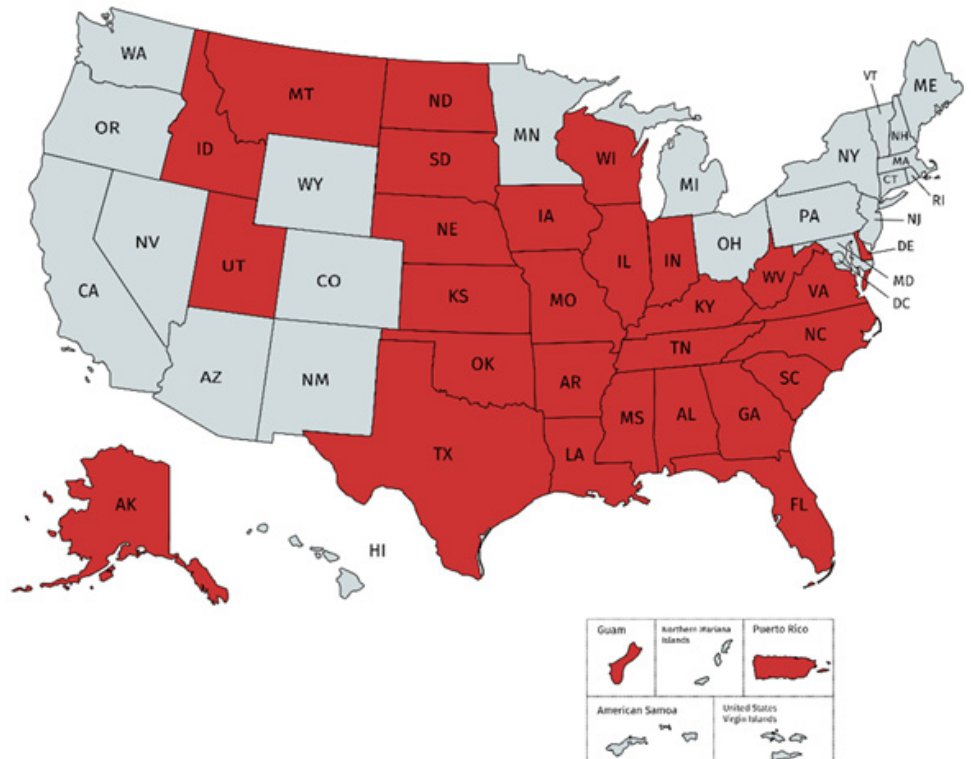 WA
MT
ND
MN
VT
ME
OR
ID
SD
WI
NY
NH
MA
CT
RI
WY
MI
NV
NE
IA
PA
NJ
OH
DE
CA
UT
CO
IL
IN
WV
MD
DC
VA
KS
MO
KY
NC
AZ
NM
OK
TN
AR
SC
MS
AL
GA
TX
LA
FL
AK
HI
Guam
Northern Mariana
Islands
Puerto Rico
American Samoa
United States
Virgin Islands